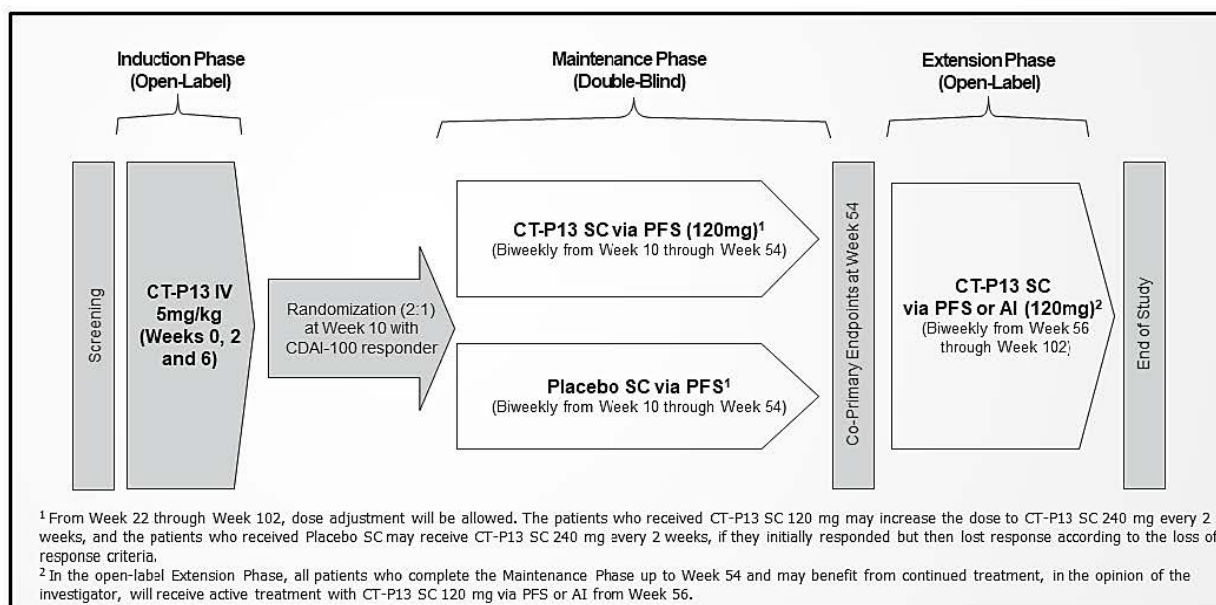 Induction Phase
(Open-Label)
Maintenance Phase
(Double-Blind)
Extension Phase
(Open-Label)
Screening
CT-P13 IV
5mg/kg
(Weeks 0, 2
and 6)
Randomization (2:1)
at Week 10 with
CDAI-100 responder
CT-P13 SC via PFS (120mg)¹
(Biweekly from Week 10 through Week 54)
Placebo SC via PFS¹
(Biweekly from Week 10 through Week 54)
Co-Primary Endpoints at Week 54
CT-P13 SC
via PFS or AI (120mg)²
(Biweekly from Week 56
through Week 102)
End of Study
¹ From Week 22 through Week 102, dose adjustment will be allowed. The patients who received CT-P13 SC 120 mg may increase the dose to CT-P13 SC 240 mg every 2
weeks, and the patients who received Placebo SC may receive CT-P13 SC 240 mg every 2 weeks, if they initially responded but then lost response according to the loss of
response criteria.
² In the open-label Extension Phase, all patients who complete the Maintenance Phase up to Week 54 and may benefit from continued treatment, in the opinion of the
investigator, will receive active treatment with CT-P13 SC 120 mg via PFS or AI from Week 56.